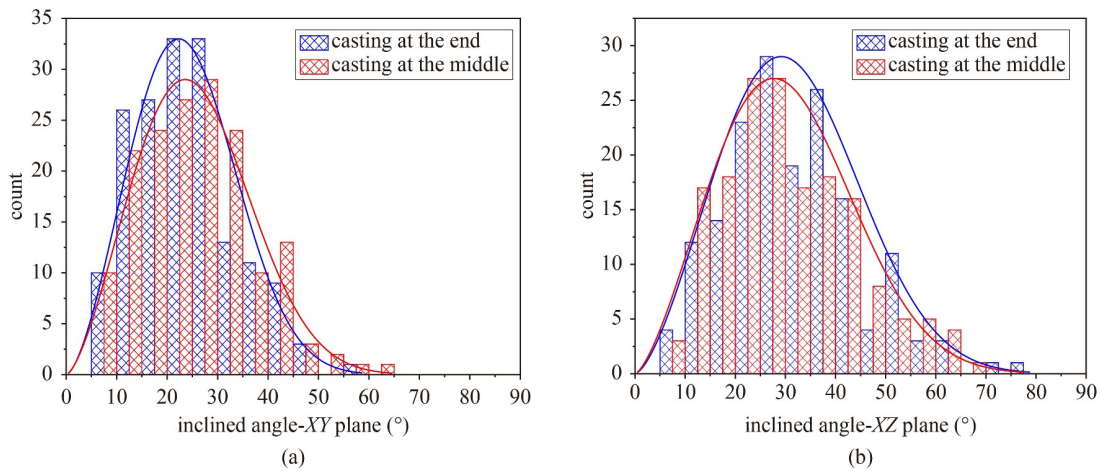 35
30
25
20
15
10
5
0
count
casting at the end
casting at the middle
0 10 20 30 40 50 60 70 80 90
inclined angle-XY plane (°)
(a)
30
25
20
15
10
5
0
count
casting at the end
casting at the middle
0 10 20 30 40 50 60 70 80 90
inclined angle-XZ plane (°)
(b)